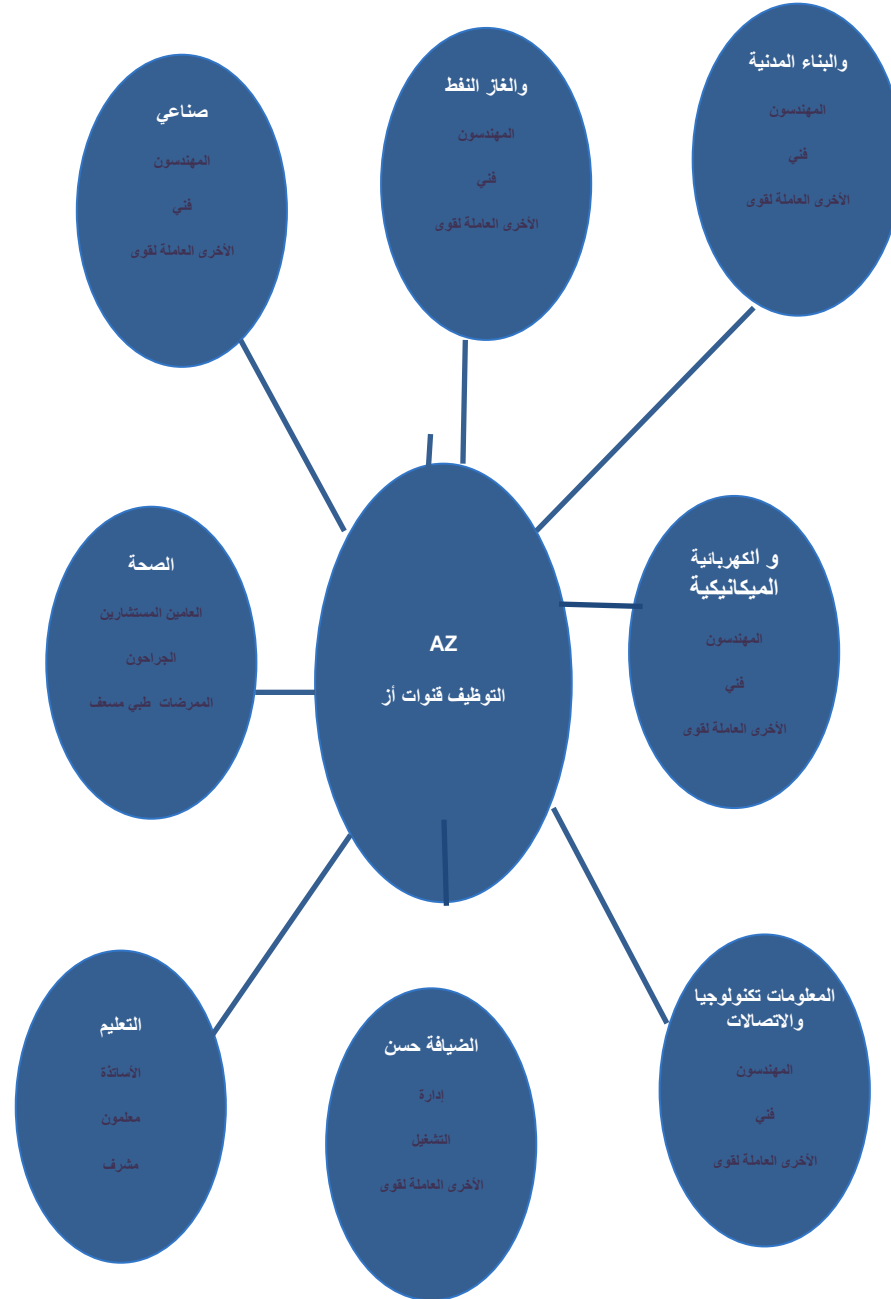 والبناء المدنية
المهندسون
فني
الأخرى العاملة لقوى
والغاز النفط
المهندسون
فني
الأخرى العاملة لقوى
صناعي
المهندسون
فني
الأخرى العاملة لقوى
و الكهربائية
الميكانيكية
المهندسون
فني
الأخرى العاملة لقوى
AZ
التوظيف قنوات أز
الصحة
العامين المستشارين
الجراحون
الممرضات طبي مسعف
المعلومات تكنولوجيا
والاتصالات
المهندسون
فني
الأخرى العاملة لقوى
الضيافة حسن
إدارة
التشغيل
الأخرى العاملة لقوى
التعليم
الأساتذة
معلمون
مشرف